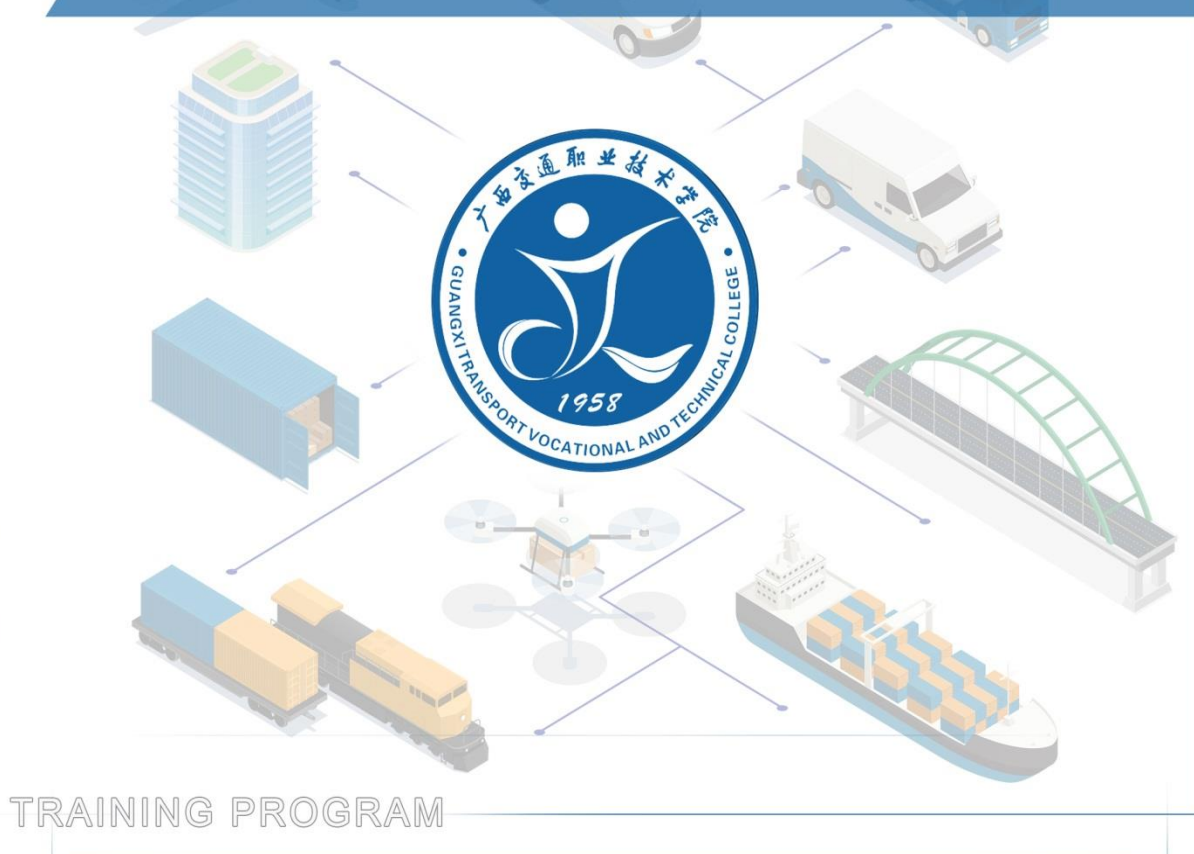 广西交通职业技术学院
GUANGXI TRANSPORT VOCATIONAL AND TECHNICAL COLLEGE
1958
TRAINING PROGRAM